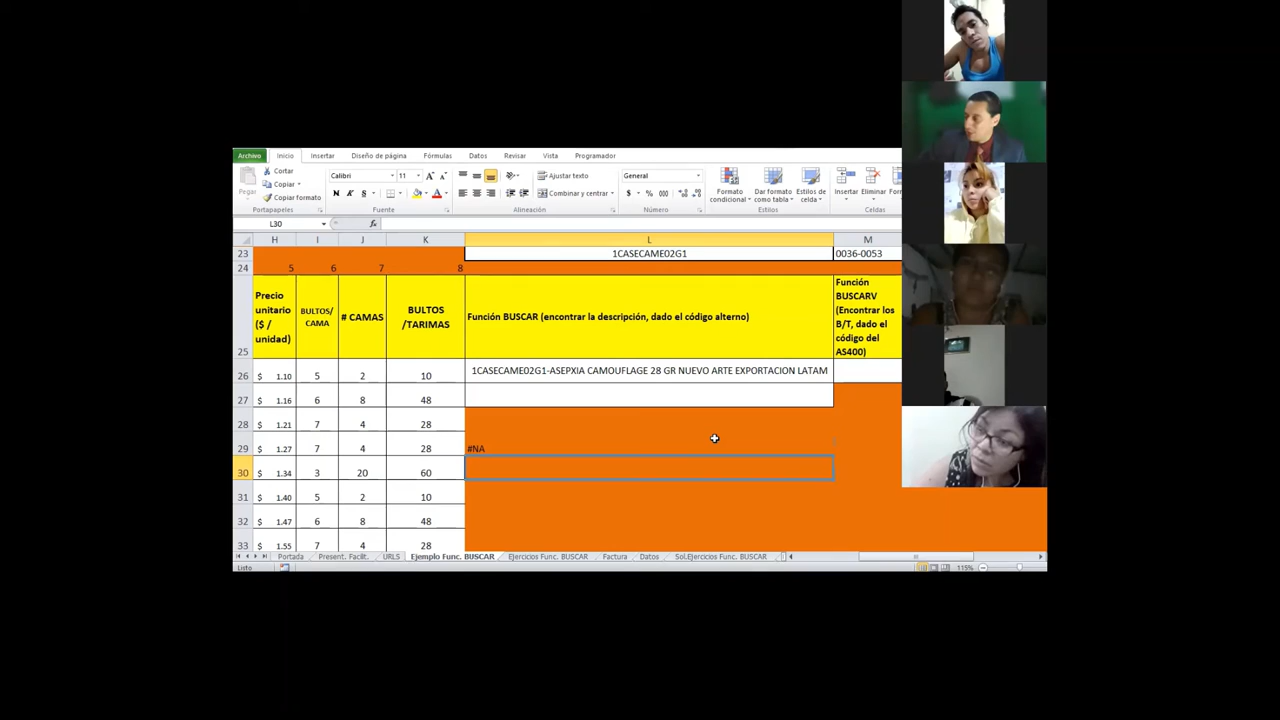 Archivo Inicio Insertar Diseño de página Fórmulas Datos Revisar Vista Programador
Cortar
Copiar
Copiar formato
Pegar
Portapapeles
Calibri 11
N K S
Fuente
Ajustar texto
Combinar y centrar
Alineación
General
$ % 000
Número
Formato condicional
Dar formato como tabla
Estilos de celda
Estilos
Insertar Eliminar Formato
Celdas
L30 fx
H I J K L M
23 1CASECAME02G1 0036-0053
24 5 6 7 8
25 Precio unitario ($ / unidad) BULTOS/ CAMA # CAMAS BULTOS /TARIMAS Función BUSCAR (encontrar la descripción, dado el código alterno) Función BUSCARV (Encontrar los B/T, dado el código del AS400)
26 $ 1.10 5 2 10 1CASECAME02G1-ASEPXIA CAMOUFLAGE 28 GR NUEVO ARTE EXPORTACION LATAM
27 $ 1.16 6 8 48
28 $ 1.21 7 4 28
29 $ 1.27 7 4 28 #NA
30 $ 1.34 3 20 60
31 $ 1.40 5 2 10
32 $ 1.47 6 8 48
33 $ 1.55 7 4 28
Portada Present. Facilit. URLS Ejemplo Func. BUSCAR Ejercicios Func. BUSCAR Factura Datos Sol.Ejercicios Func. BUSCAR
Listo 115%